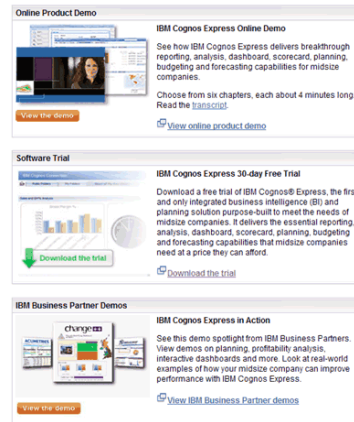 Online Product Demo
IBM Cognos Express Online Demo
See how IBM Cognos Express delivers breakthrough
reporting, analysis, dashboard, scorecard, planning,
budgeting and forecasting capabilities for midsize
companies.
Choose from six chapters, each about 4 minutes long.
Read the transcript.
View the demo
View online product demo
Software Trial
IBM Cognos Express 30-day Free Trial
Download a free trial of IBM Cognos® Express, the firs
and only integrated business intelligence (BI) and
planning solution purpose-built to meet the needs of
midsize companies. It delivers the essential reporting,
analysis, dashboard, scorecard, planning, budgeting
and forecasting capabilities that midsize companies
need at a price they can afford.
Download the trial
Download the trial
IBM Business Partner Demos
IBM Cognos Express in Action
See this demo spotlight from IBM Business Partners.
View demos on planning, profitability analysis,
interactive dashboards and more. Look at real-world
examples of how your midsize company can improve
performance with IBM Cognos Express.
change
View the demo
View IBM Business Partner demos